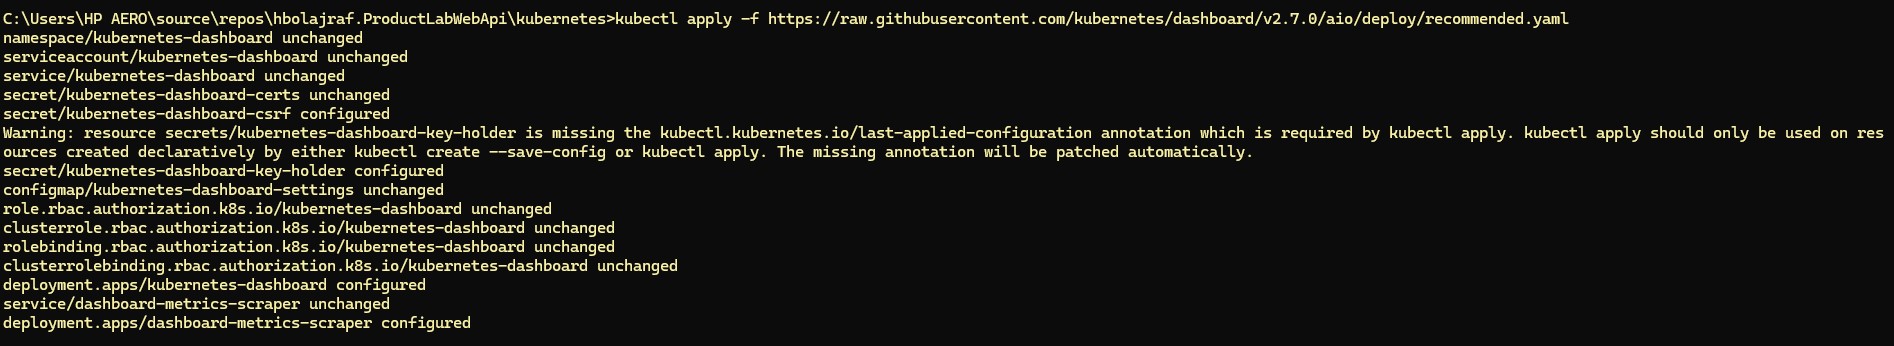 C:\Users\HP AERO\source\repos\hbolajraf.ProductLabWebApi\kubernetes>kubectl apply -f https://raw.githubusercontent.com/kubernetes/dashboard/v2.7.0/aio/deploy/recommended.yaml
namespace/kubernetes-dashboard unchanged
serviceaccount/kubernetes-dashboard unchanged
service/kubernetes-dashboard unchanged
secret/kubernetes-dashboard-certs unchanged
secret/kubernetes-dashboard-csrf configured
Warning: resource secrets/kubernetes-dashboard-key-holder is missing the kubectl.kubernetes.io/last-applied-configuration annotation which is required by kubectl apply. kubectl apply should only be used on res
ources created declaratively by either kubectl create --save-config or kubectl apply. The missing annotation will be patched automatically.
secret/kubernetes-dashboard-key-holder configured
configmap/kubernetes-dashboard-settings unchanged
role.rbac.authorization.k8s.io/kubernetes-dashboard unchanged
clusterrole.rbac.authorization.k8s.io/kubernetes-dashboard unchanged
rolebinding.rbac.authorization.k8s.io/kubernetes-dashboard unchanged
clusterrolebinding.rbac.authorization.k8s.io/kubernetes-dashboard unchanged
deployment.apps/kubernetes-dashboard configured
service/dashboard-metrics-scraper unchanged
deployment.apps/dashboard-metrics-scraper configured